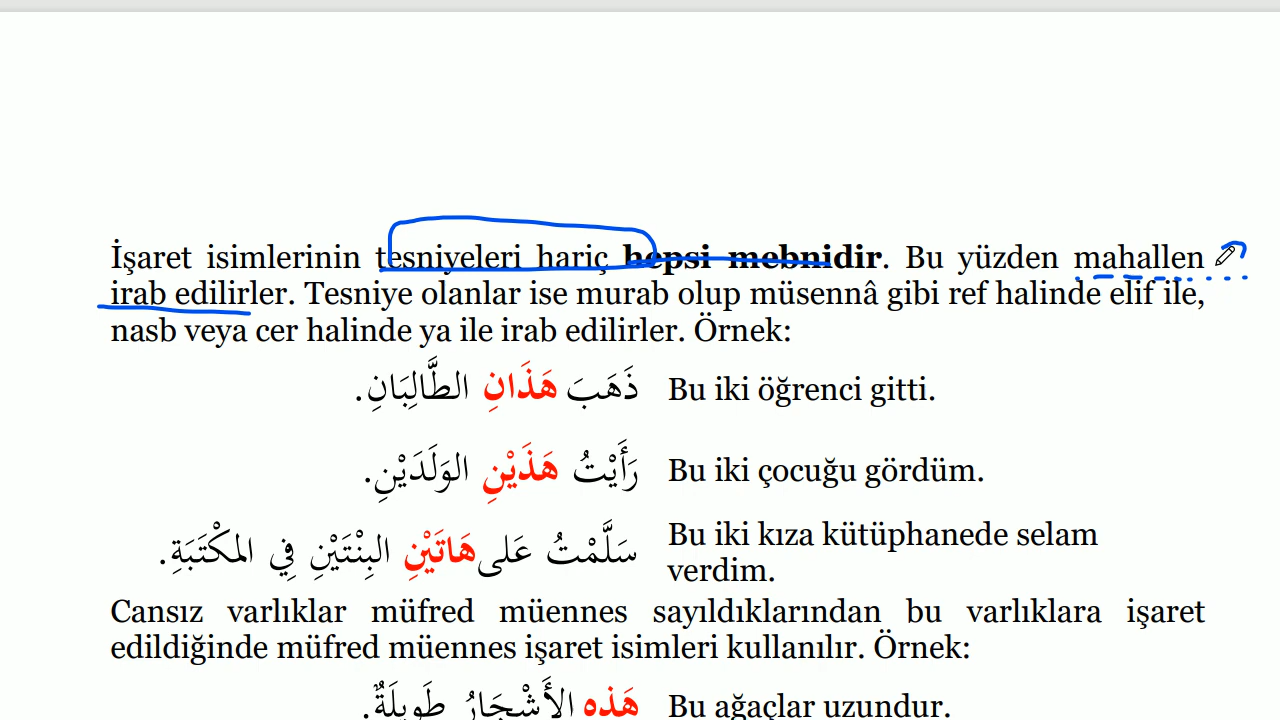 İşaret isimlerinin tesniyeleri hariç hepsi mebnidir. Bu yüzden mahallen
irab edilirler. Tesniye olanlar ise murab olup müsennâ gibi ref halinde elif ile,
nasb veya cer halinde ya ile irab edilirler. Örnek:
ذَهَبَ هَذَانِ الطَّالِبَانِ.
Bu iki öğrenci gitti.
رَأَيْتُ هَذَيْنِ الوَلَدَيْنِ.
Bu iki çocuğu gördüm.
سَلَّمْتُ عَلى هَاتَيْنِ البِنْتَيْنِ فِي المكْتَبَةِ.
Bu iki kıza kütüphanede selam
verdim.
Cansız varlıklar müfred müennes sayıldıklarından bu varlıklara işaret
edildiğinde müfred müennes işaret isimleri kullanılır. Örnek:
هَذِه الأَشْجَارُ طَوِيلَةٌ.
Bu ağaçlar uzundur.